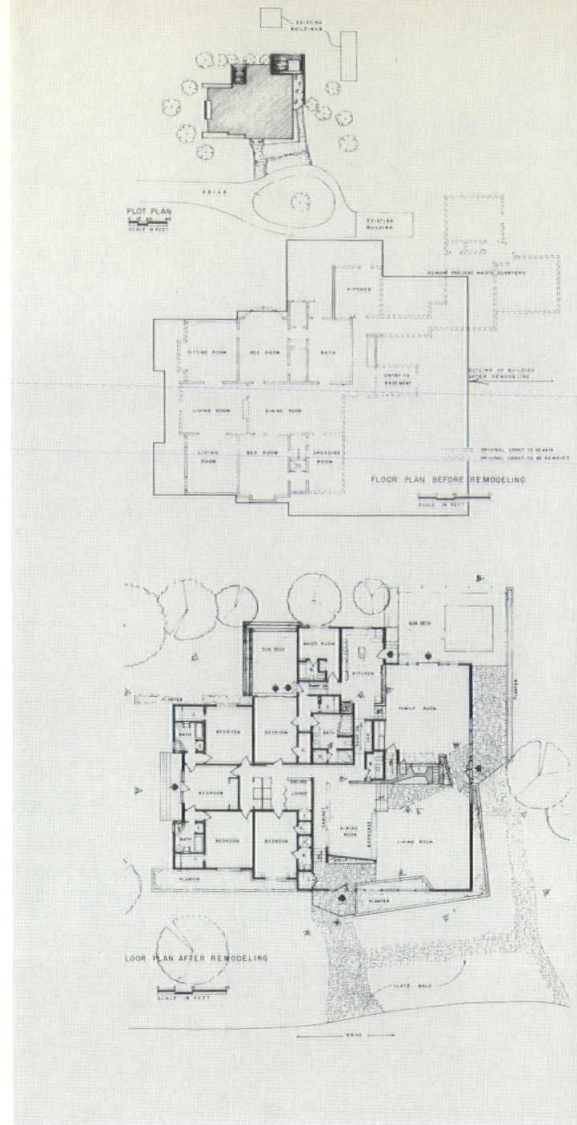 EXISTING
BUILDINGS
DRIVE
PLOT PLAN
SCALE IN FEET
EXISTING
BUILDING
REMOVE PRESENT MAID'S QUARTERS
KITCHEN
SITTING ROOM
BED ROOM
BATH
ENTRY TO
BASEMENT
OUTLINE OF BUILDING
AFTER REMODELING
LIVING ROOM
DINING ROOM
LIVING
ROOM
BED ROOM
DRESSING
ROOM
ORIGINAL CONST TO REMAIN
ORIGINAL CONST TO BE REMOVED
FLOOR PLAN BEFORE REMODELING
SCALE IN FEET
SUN DECK
SUN DECK
MAID'S ROOM
KITCHEN
PLANTER
PLANTER
FAMILY ROOM
BATH
BEDROOM
BEDROOM
BATH
BEDROOM
LOUNGE
CABINET
DINING
ROOM
LIVING ROOM
BATH
BEDROOM
BEDROOM
PLANTER
PLANTER
LOOR PLAN AFTER REMODELING
SCALE IN FEET
SLATE WALK
DRIVE